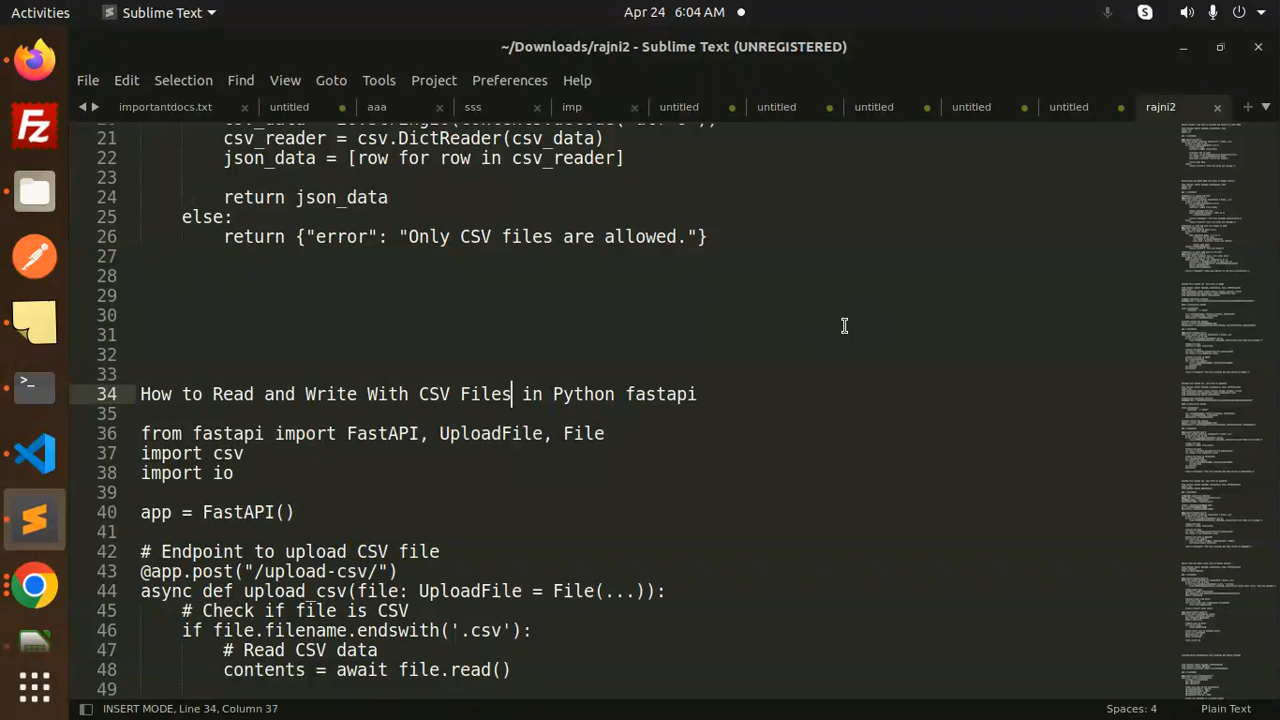 Activities Sublime Text Apr 24 6:04 AM
~/Downloads/rajni2 - Sublime Text (UNREGISTERED)
File Edit Selection Find View Goto Tools Project Preferences Help
importantdocs.txt untitled aaa sss imp untitled untitled untitled untitled untitled rajni2
21 csv_reader = csv.DictReader(csv_data)
22 json_data = [row for row in csv_reader]
23
24 return json_data
25 else:
26 return {"error": "Only CSV files are allowed."}
27
28
29
30
31
32
33
34 How to Read and Write With CSV Files in Python fastapi
35
36 from fastapi import FastAPI, UploadFile, File
37 import csv
38 import io
39
40 app = FastAPI()
41
42 # Endpoint to upload CSV file
43 @app.post("/upload-csv/")
44 async def upload_csv(file: UploadFile = File(...)):
45 # Check if file is CSV
46 if file.filename.endswith('.csv'):
47 # Read CSV data
48 contents = await file.read()
49
INSERT MODE, Line 34, Column 37 Spaces: 4 Plain Text